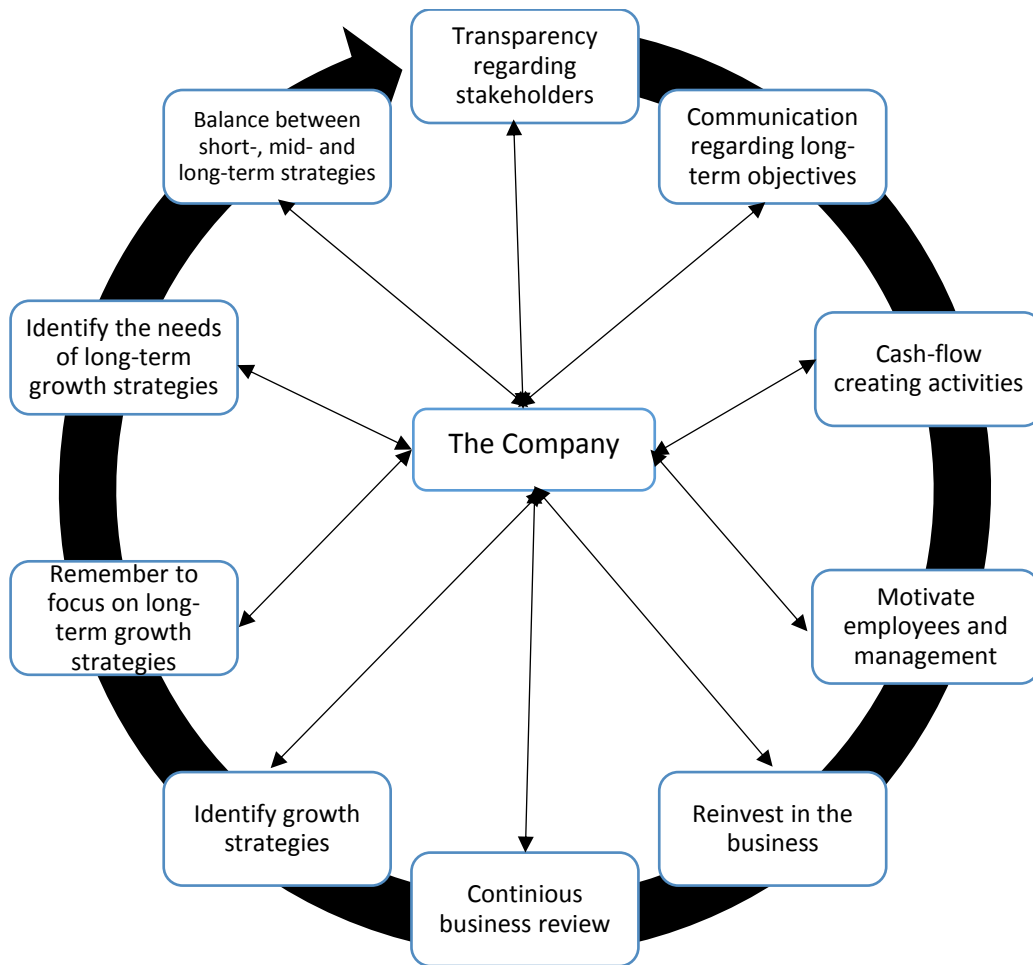 Transparency
regarding
stakeholders
Communication
regarding long-
term objectives
Cash-flow
creating activities
Motivate
employees and
management
Reinvest in the
business
Continious
business review
Identify growth
strategies
Remember to
focus on long-
term growth
strategies
Identify the needs
of long-term
growth strategies
Balance between
short-, mid- and
long-term strategies
The Company